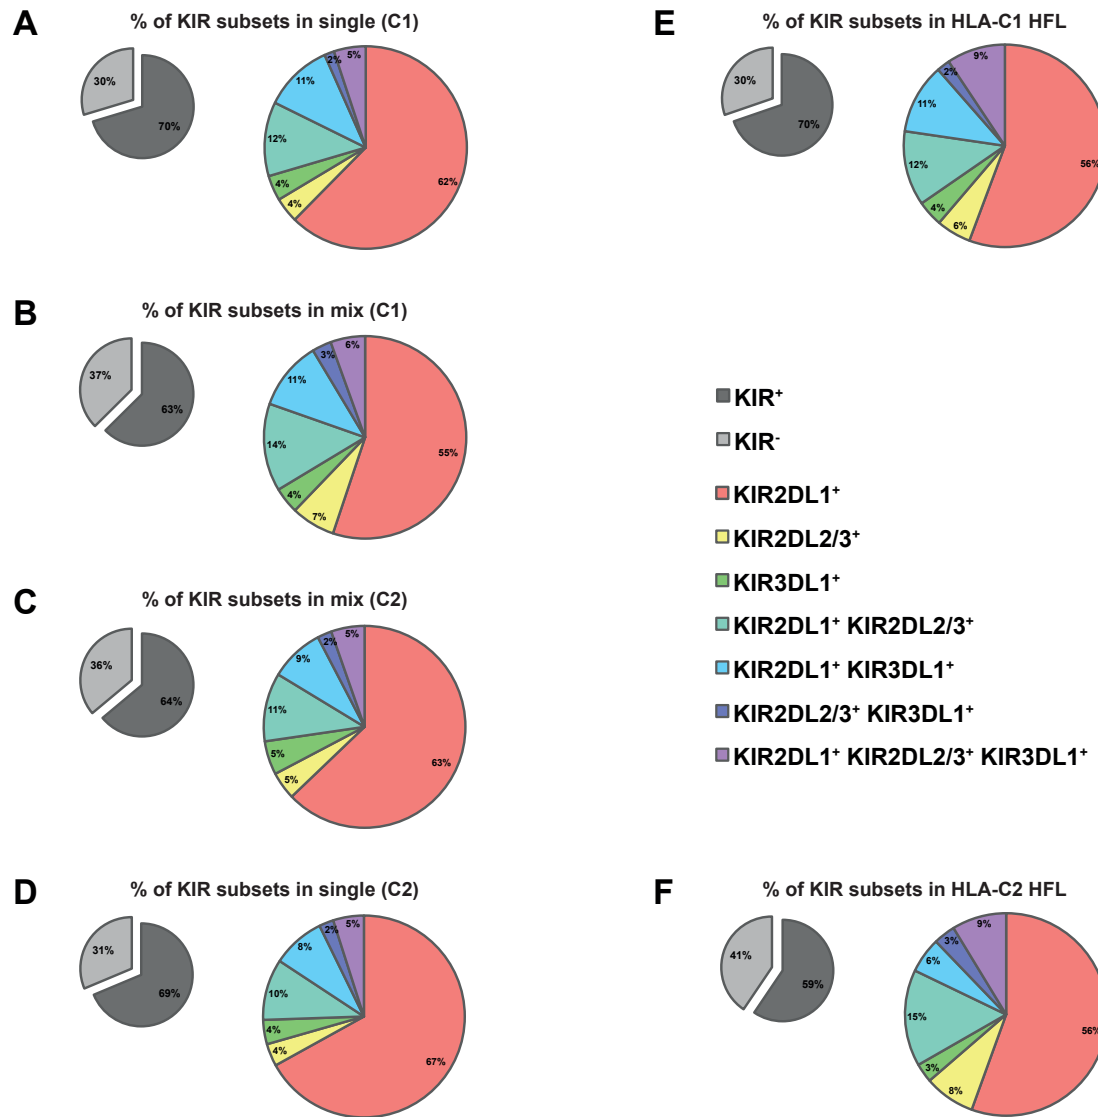 A
% of KIR subsets in single (C1)
30%
70%
5%
2%
11%
12%
4%
4%
62%
B
% of KIR subsets in mix (C1)
37%
63%
6%
3%
11%
14%
4%
7%
55%
C
% of KIR subsets in mix (C2)
36%
64%
5%
2%
9%
11%
5%
5%
63%
D
% of KIR subsets in single (C2)
31%
69%
5%
2%
8%
10%
4%
4%
67%
E
% of KIR subsets in HLA-C1 HFL
30%
70%
9%
2%
11%
12%
4%
6%
56%
KIR⁺
KIR⁻
KIR2DL1⁺
KIR2DL2/3⁺
KIR3DL1⁺
KIR2DL1⁺ KIR2DL2/3⁺
KIR2DL1⁺ KIR3DL1⁺
KIR2DL2/3⁺ KIR3DL1⁺
KIR2DL1⁺ KIR2DL2/3⁺ KIR3DL1⁺
F
% of KIR subsets in HLA-C2 HFL
41%
59%
9%
3%
6%
15%
3%
8%
56%